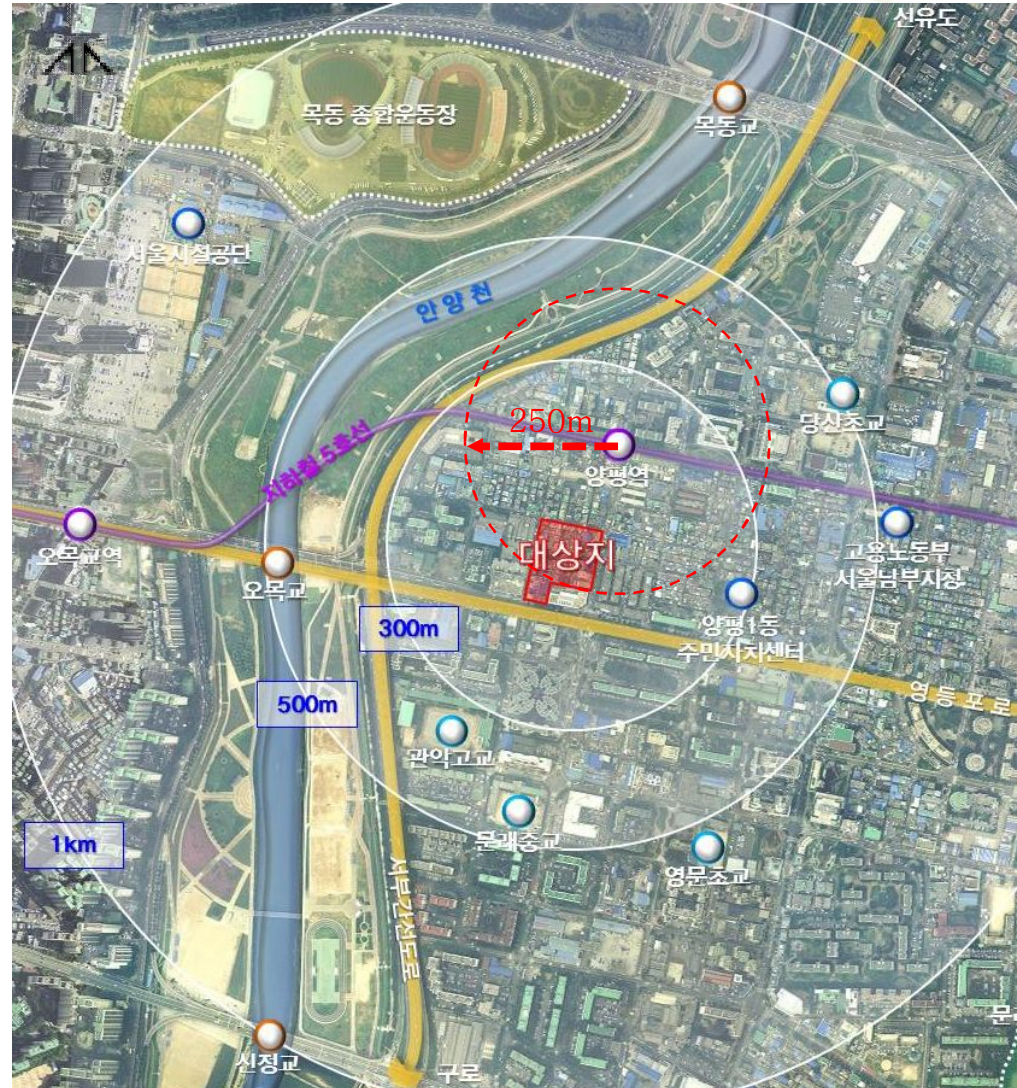 선유도
목동 종합운동장
목동교
서울시설공단
안양천
당산초교
250m
지하철 5호선
양평역
오목교역
오목교
대상지
고용노동부
서울남부지청
양평1동
주민자치센터
300m
500m
영등포로
관악고교
문래중교
영문초교
1km
서부간선도로
신정교
구로
문